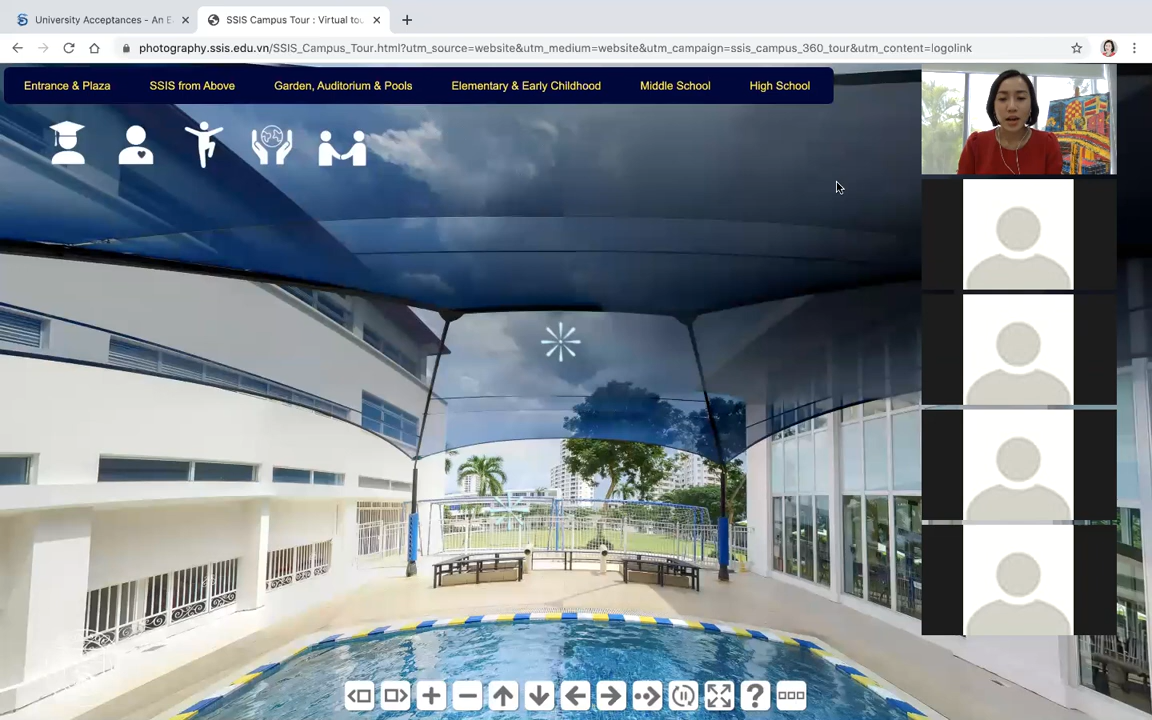 University Acceptances - An E
SSIS Campus Tour : Virtual tou
photography.ssis.edu.vn/SSIS_Campus_Tour.html?utm_source=website&utm_medium=website&utm_campaign=ssis_campus_360_tour&utm_content=logolink
Entrance & Plaza SSIS from Above Garden, Auditorium & Pools Elementary & Early Childhood Middle School High School